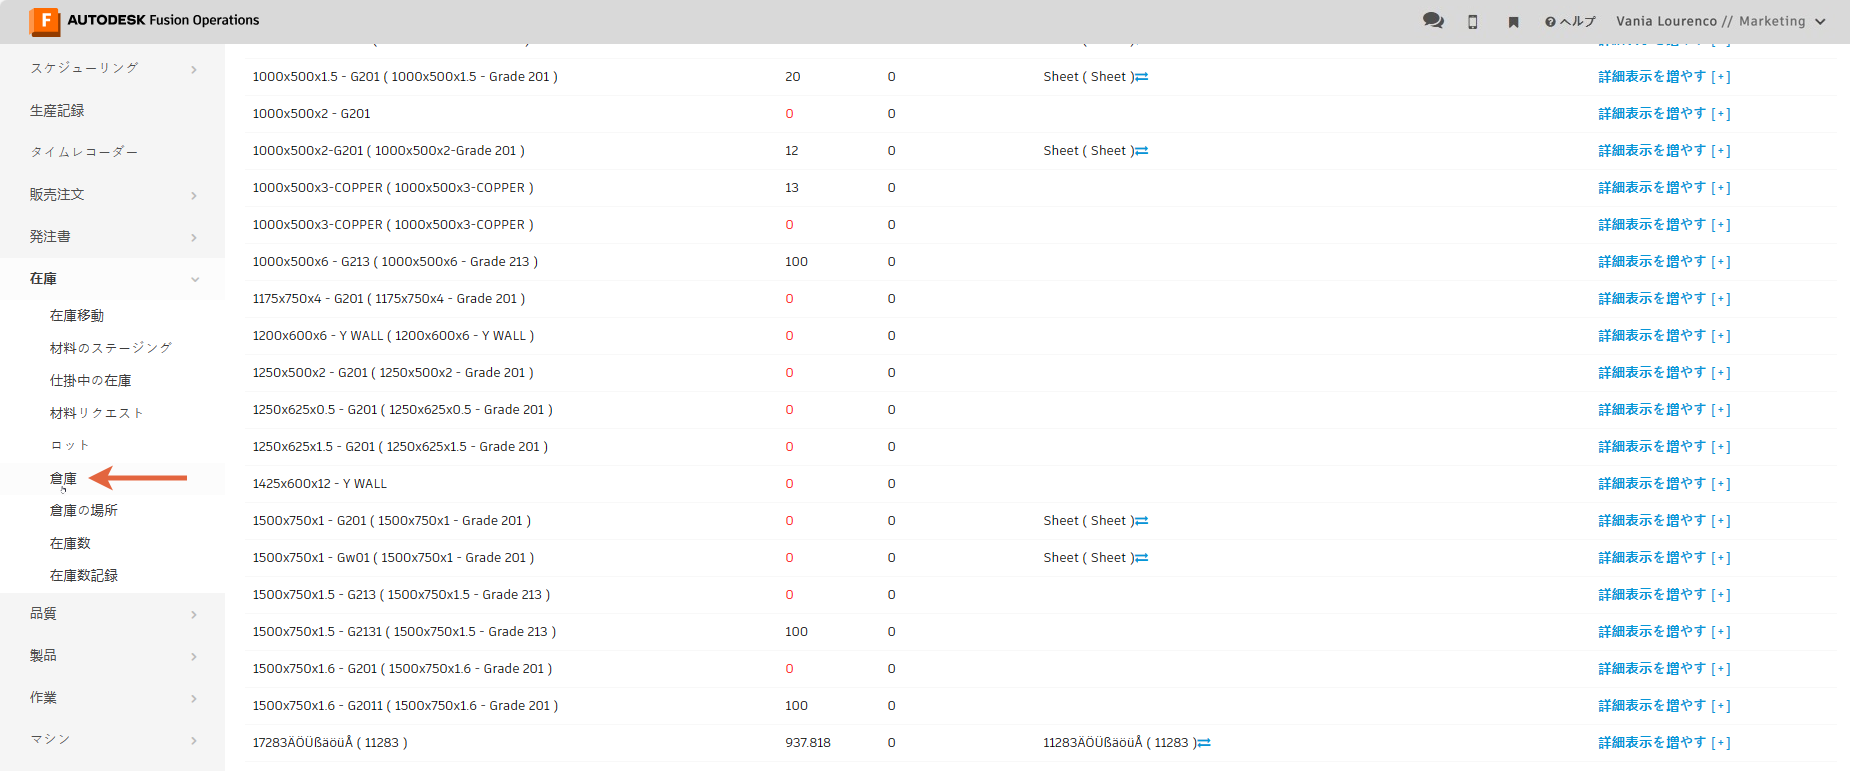 F AUTODESK Fusion Operations
ヘルプ Vania Lourenco // Marketing
スケジューリング
生産記録
タイムレコーダー
販売注文
発注書
在庫
在庫移動
材料のステージング
仕掛中の在庫
材料リクエスト
ロット
倉庫
倉庫の場所
在庫数
在庫数記録
品質
製品
作業
マシン
1000x500x1.5 - G201 ( 1000x500x1.5 - Grade 201 ) 20 0 Sheet ( Sheet ) 詳細表示を増やす [+]
1000x500x2 - G201 0 0 詳細表示を増やす [+]
1000x500x2-G201 ( 1000x500x2-Grade 201 ) 12 0 Sheet ( Sheet ) 詳細表示を増やす [+]
1000x500x3-COPPER ( 1000x500x3-COPPER ) 13 0 詳細表示を増やす [+]
1000x500x3-COPPER ( 1000x500x3-COPPER ) 0 0 詳細表示を増やす [+]
1000x500x6 - G213 ( 1000x500x6 - Grade 213 ) 100 0 詳細表示を増やす [+]
1175x750x4 - G201 ( 1175x750x4 - Grade 201 ) 0 0 詳細表示を増やす [+]
1200x600x6 - Y WALL ( 1200x600x6 - Y WALL ) 0 0 詳細表示を増やす [+]
1250x500x2 - G201 ( 1250x500x2 - Grade 201 ) 0 0 詳細表示を増やす [+]
1250x625x0.5 - G201 ( 1250x625x0.5 - Grade 201 ) 0 0 詳細表示を増やす [+]
1250x625x1.5 - G201 ( 1250x625x1.5 - Grade 201 ) 0 0 詳細表示を増やす [+]
1425x600x12 - Y WALL 0 0 詳細表示を増やす [+]
1500x750x1 - G201 ( 1500x750x1 - Grade 201 ) 0 0 Sheet ( Sheet ) 詳細表示を増やす [+]
1500x750x1 - Gw01 ( 1500x750x1 - Grade 201 ) 0 0 Sheet ( Sheet ) 詳細表示を増やす [+]
1500x750x1.5 - G213 ( 1500x750x1.5 - Grade 213 ) 0 0 詳細表示を増やす [+]
1500x750x1.5 - G2131 ( 1500x750x1.5 - Grade 213 ) 100 0 詳細表示を増やす [+]
1500x750x1.6 - G201 ( 1500x750x1.6 - Grade 201 ) 0 0 詳細表示を増やす [+]
1500x750x1.6 - G2011 ( 1500x750x1.6 - Grade 201 ) 100 0 詳細表示を増やす [+]
17283ÄÖÜßäöüÅ ( 11283 ) 937.818 0 11283ÄÖÜßäöüÅ ( 11283 ) 詳細表示を増やす [+]